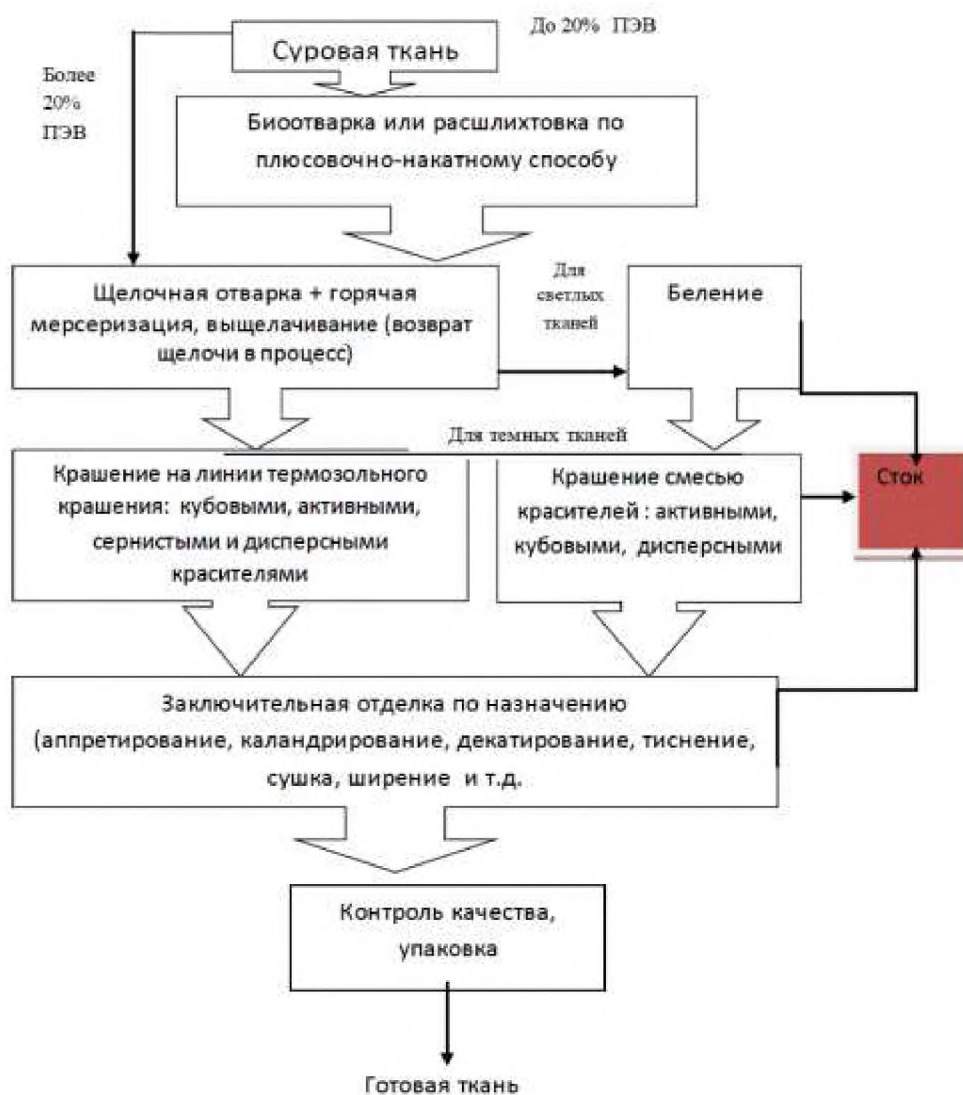 До 20% ПЭВ
Суровая ткань
Более
20%
ПЭВ
Биоотварка или расшлихтовка по
плюсовочно-накатному способу
Щелочная отварка + горячая
мерсеризация, выщелачивание (возврат
щелочи в процесс)
Для
светлых
тканей
Беление
Для темных тканей
Крашение на линии термозольного
крашения: кубовыми, активными,
сернистыми и дисперсными
красителями
Крашение смесью
красителей : активными,
кубовыми, дисперсными
Сток
Заключительная отделка по назначению
(аппретирование, каландрирование, декатирование, тиснение,
сушка, ширение и т.д.
Контроль качества,
упаковка
Готовая ткань